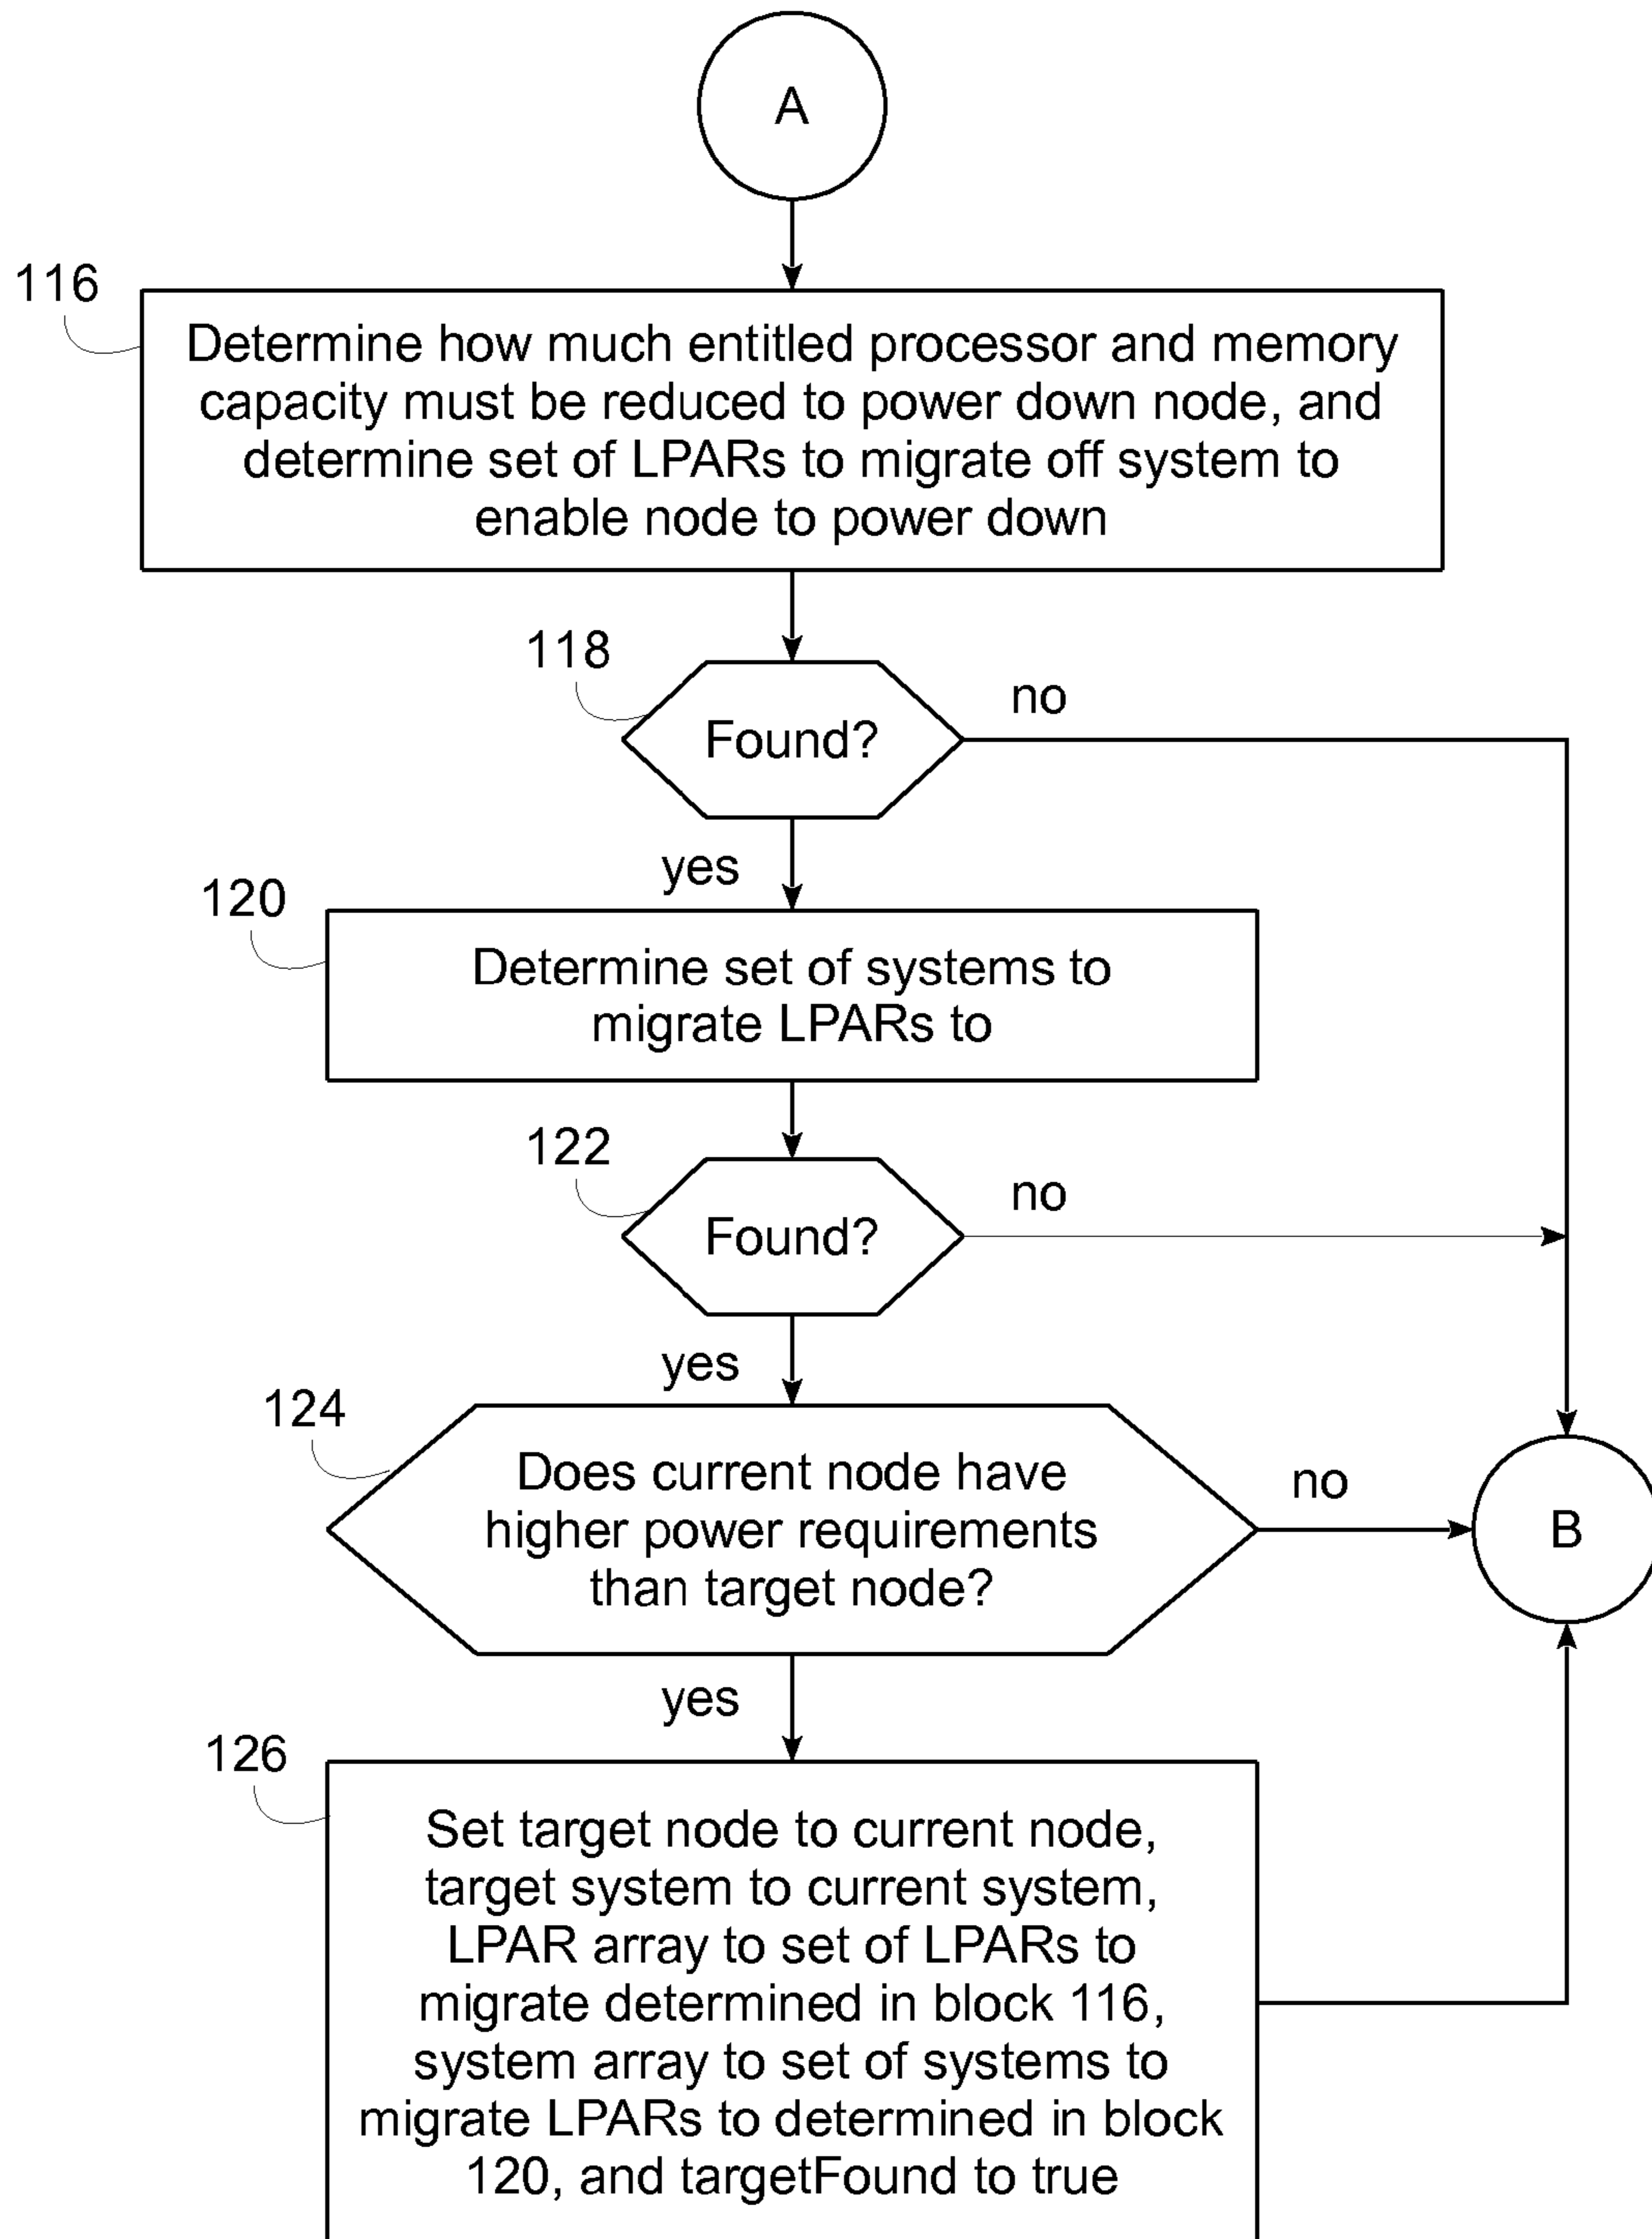 A
116
Determine how much entitled processor and memory
capacity must be reduced to power down node, and
determine set of LPARs to migrate off system to
enable node to power down
118
Found?
no
yes
120
Determine set of systems to
migrate LPARs to
122
Found?
no
yes
124
Does current node have
higher power requirements
than target node?
no
B
yes
126
Set target node to current node,
target system to current system,
LPAR array to set of LPARs to
migrate determined in block 116,
system array to set of systems to
migrate LPARs to determined in block
120, and targetFound to true